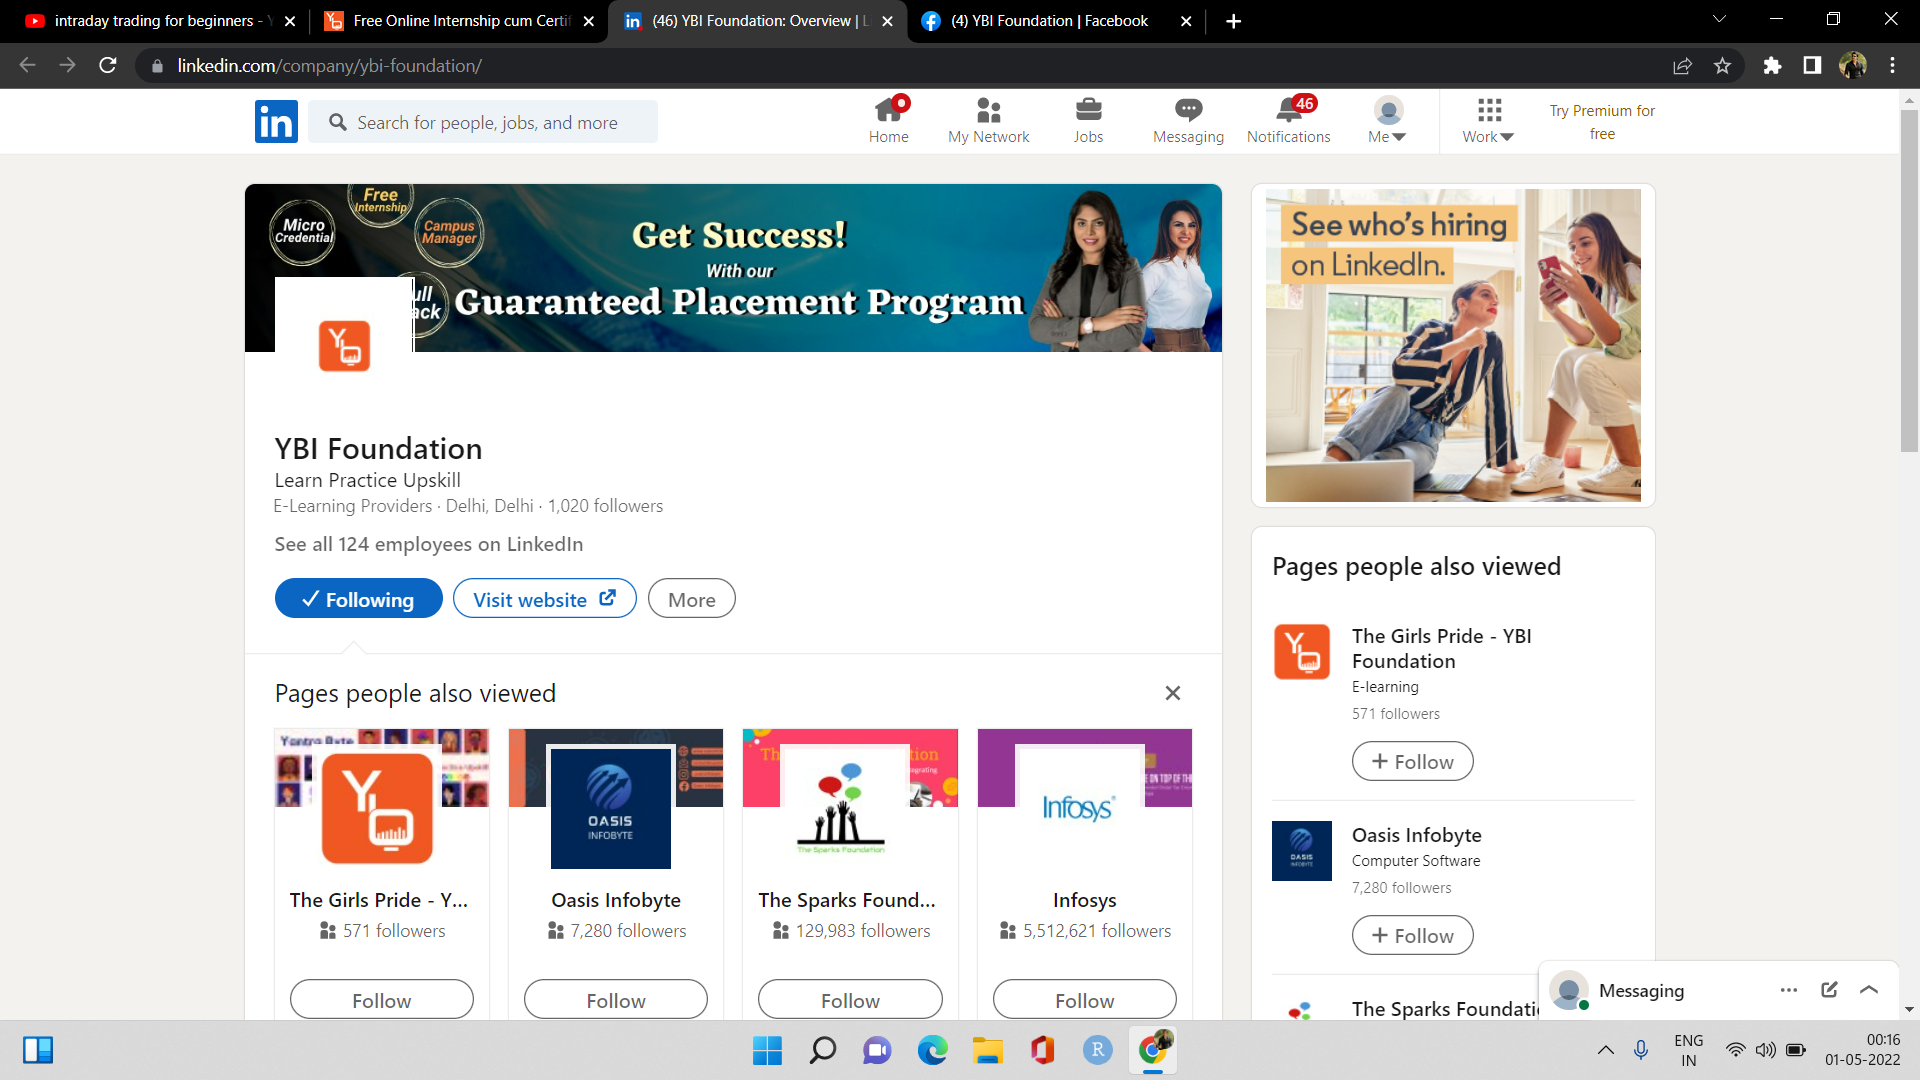 intraday trading for beginners - Y
Free Online Internship cum Certif
(46) YBI Foundation: Overview | L
(4) YBI Foundation | Facebook
linkedin.com/company/ybi-foundation/
in
Search for people, jobs, and more
Home
My Network
Jobs
Messaging
46
Notifications
Me
Work
Try Premium for
free
Free
Internship
Micro
Credential
Campus
Manager
Get Success!
With our
Guaranteed Placement Program
See who's hiring
on LinkedIn.
YBI Foundation
Learn Practice Upskill
E-Learning Providers · Delhi, Delhi · 1,020 followers
See all 124 employees on LinkedIn
Following
Visit website
More
Pages people also viewed
The Girls Pride - Y...
571 followers
Follow
OASIS
INFOBYTE
Oasis Infobyte
7,280 followers
Follow
The Sparks Foundation
The Sparks Found...
129,983 followers
Follow
Infosys
Infosys
5,512,621 followers
Follow
Pages people also viewed
The Girls Pride - YBI
Foundation
E-learning
571 followers
+ Follow
OASIS
INFOBYTE
Oasis Infobyte
Computer Software
7,280 followers
+ Follow
The Sparks Foundatio
Messaging
R
ENG
IN
00:16
01-05-2022